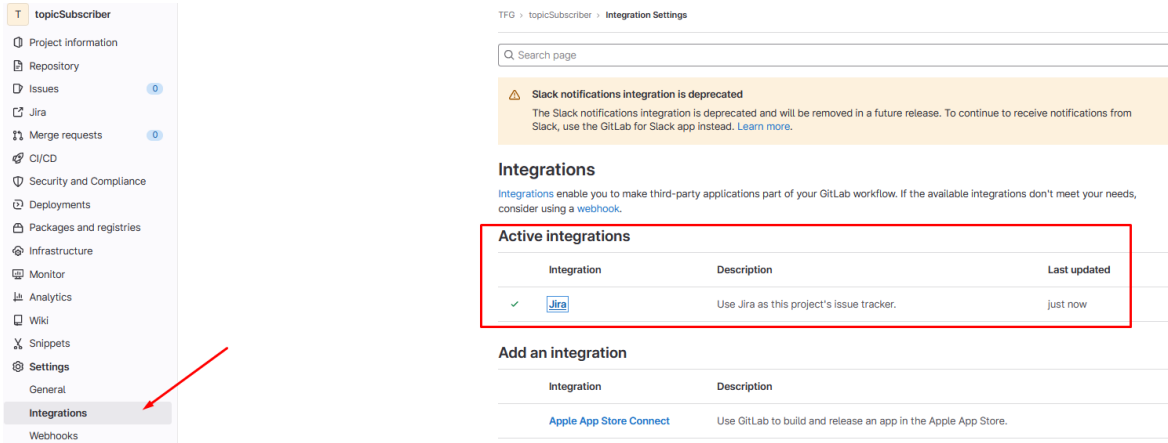 T topicSubscriber
Project information
Repository
Issues 0
Jira
Merge requests 0
CI/CD
Security and Compliance
Deployments
Packages and registries
Infrastructure
Monitor
Analytics
Wiki
Snippets
Settings
General
Integrations
Webhooks
TFG › topicSubscriber › Integration Settings
Search page
Slack notifications integration is deprecated
The Slack notifications integration is deprecated and will be removed in a future release. To continue to receive notifications from
Slack, use the GitLab for Slack app instead. Learn more.
Integrations
Integrations enable you to make third-party applications part of your GitLab workflow. If the available integrations don't meet your needs,
consider using a webhook.
Active integrations
Integration Description Last updated
Jira Use Jira as this project's issue tracker. just now
Add an integration
Integration Description
Apple App Store Connect Use GitLab to build and release an app in the Apple App Store.